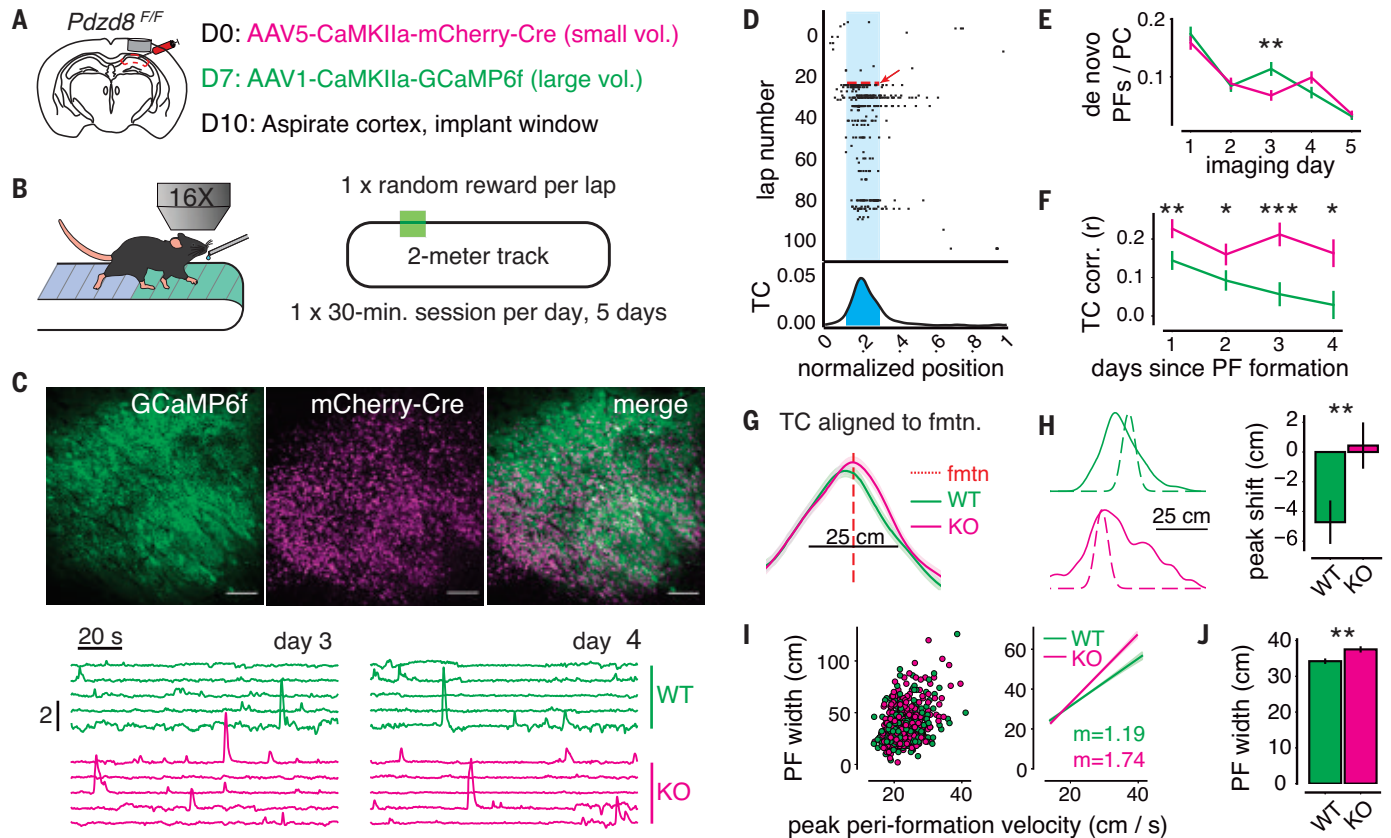 A
Pdzd8 F/F
D0: AAV5-CaMKIIa-mCherry-Cre (small vol.)
D7: AAV1-CaMKIIa-GCaMP6f (large vol.)
D10: Aspirate cortex, implant window
B
16X
1 x random reward per lap
2-meter track
1 x 30-min. session per day, 5 days
C
GCaMP6f
mCherry-Cre
merge
20 s
day 3
day 4
2
WT
KO
D
lap number
0
20
40
60
80
100
TC
0.05
0.00
0
.2
.4
.6
.8
1
normalized position
E
de novo
PFs / PC
0.2
0.1
**
1 2 3 4 5
imaging day
F
TC corr. (r)
0.2
0.1
0.0
** * *** *
1 2 3 4
days since PF formation
G
TC aligned to fmtn.
fmtn
WT
KO
25 cm
H
25 cm
peak shift (cm)
**
2
0
−2
−4
−6
WT
KO
I
PF width (cm)
100
50
0
20 40
60
40
20
0
WT
KO
m=1.19
m=1.74
20 40
peak peri-formation velocity (cm / s)
J
PF width (cm)
**
40
30
20
10
0
WT
KO